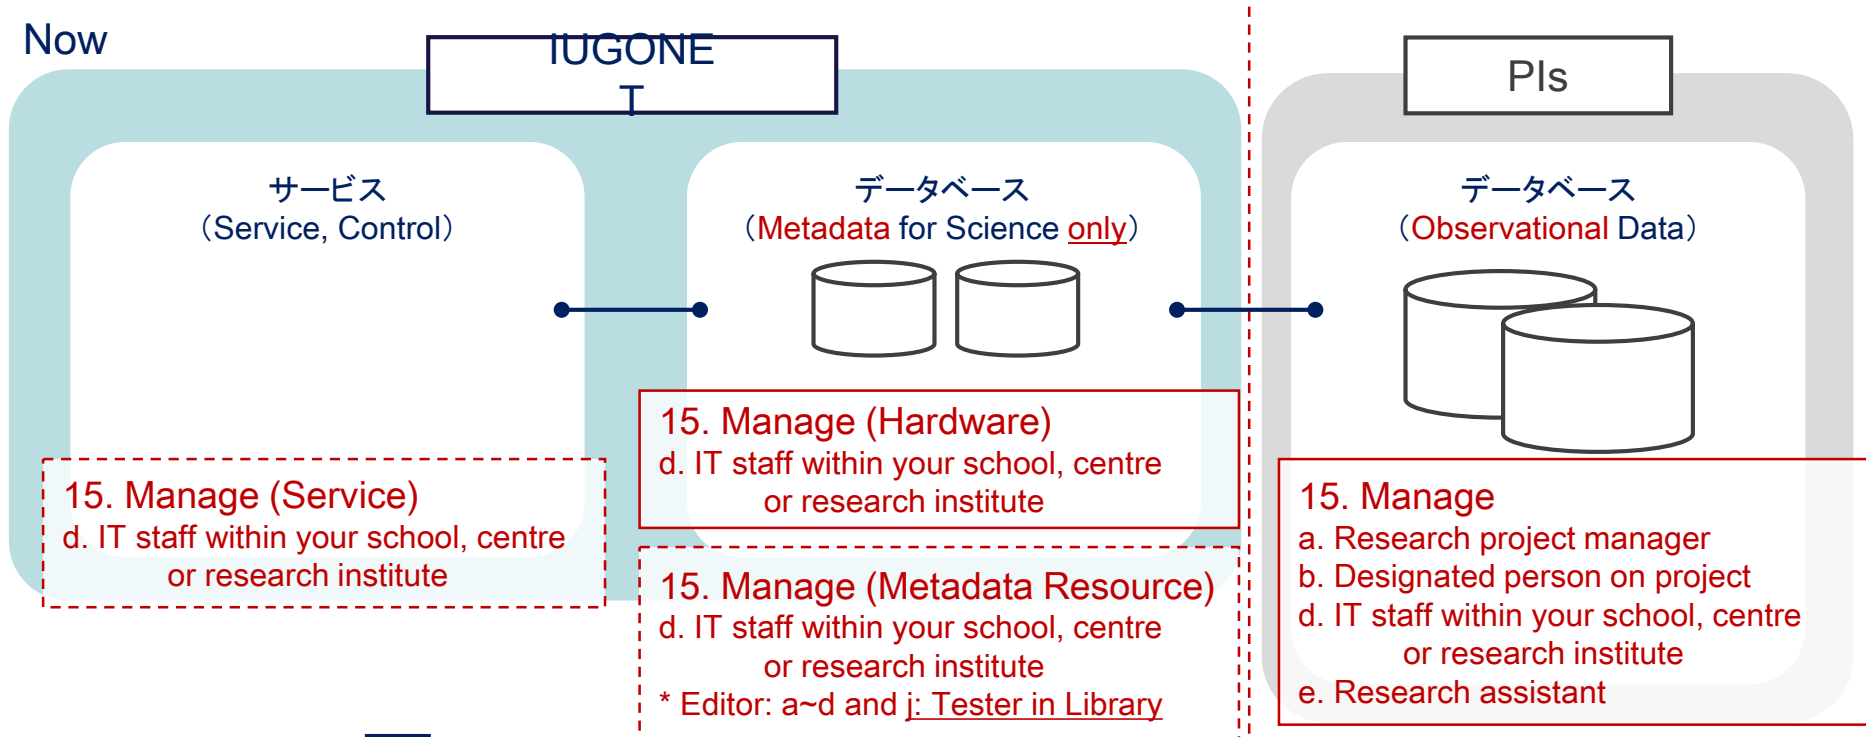 Now
IUGONE
T
PIs
サービス
（Service, Control）
データベース
（Metadata for Science only）
データベース
（Observational Data）
15. Manage (Service)
d. IT staff within your school, centre
or research institute
15. Manage (Hardware)
d. IT staff within your school, centre
or research institute
15. Manage (Metadata Resource)
d. IT staff within your school, centre
or research institute
* Editor: a~d and j: Tester in Library
15. Manage
a. Research project manager
b. Designated person on project
d. IT staff within your school, centre
or research institute
e. Research assistant